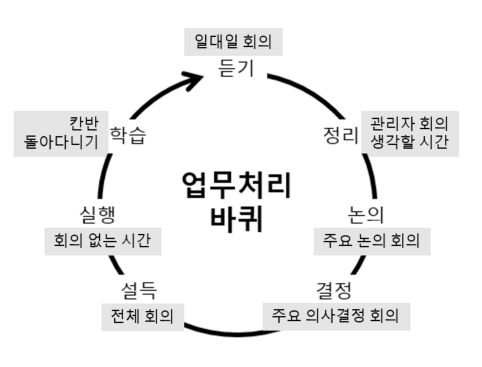 일대일 회의
듣기
관리자 회의
생각할 시간
정리
논의
주요 논의 회의
결정
주요 의사결정 회의
설득
전체 회의
실행
회의 없는 시간
칸반
돌아다니기
학습
업무처리
바퀴